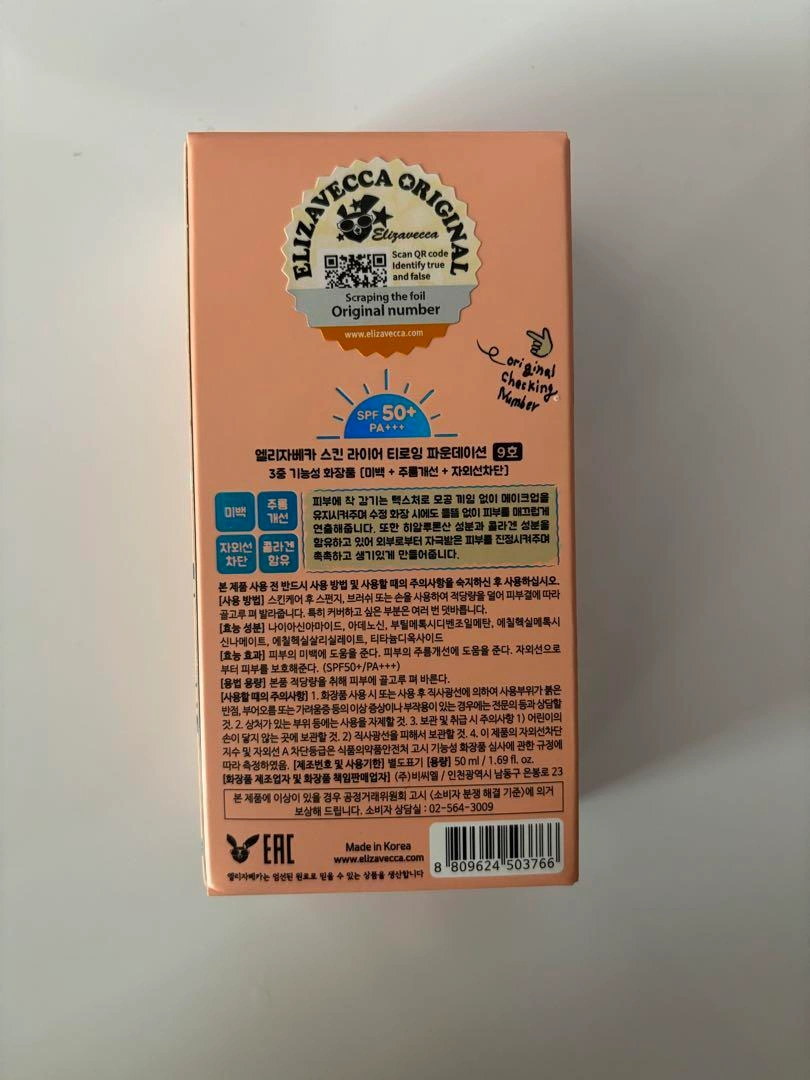 ELIZAVECCA ORIGINAL
Elizavecca
Scan QR code
Identify true
and false
Scraping the foil
Original number
www.elizavecca.com
original
Checking
Number
SPF 50+
PA+++
엘리자베카 스킨 라이어 티로잉 파운데이션 9호
3중 기능성 화장품 [미백 + 주름개선 + 자외선차단]
미백
주름
개선
자외선
차단
콜라겐
함유
피부에 착 감기는 텍스처로 모공 끼임 없이 메이크업을
유지시켜주며 수정 화장 시에도 들뜸 없이 피부를 매끄럽게
연출해줍니다. 또한 히알루론산 성분과 콜라겐 성분을
함유하고 있어 외부로부터 자극받은 피부를 진정시켜주며
촉촉하고 생기있게 만들어줍니다.
본 제품 사용 전 반드시 사용 방법 및 사용할 때의 주의사항을 숙지하신 후 사용하십시오.
[사용 방법] 스킨케어 후 스펀지, 브러쉬 또는 손을 사용하여 적당량을 덜어 피부결에 따라
골고루 펴 발라줍니다. 특히 커버하고 싶은 부분은 여러 번 덧바릅니다.
[효능 성분] 나이아신아마이드, 아데노신, 부틸메톡시디벤조일메탄, 에칠헥실메톡시
신나메이트, 에칠헥실살리실레이트, 티타늄디옥사이드
[효능 효과] 피부의 미백에 도움을 준다. 피부의 주름개선에 도움을 준다. 자외선으로
부터 피부를 보호해준다. (SPF50+/PA+++)
[용법 용량] 본품 적당량을 취해 피부에 골고루 펴 바른다.
[사용할 때의 주의사항] 1. 화장품 사용 시 또는 사용 후 직사광선에 의하여 사용부위가 붉은
반점, 부어오름 또는 가려움증 등의 이상 증상이나 부작용이 있는 경우에는 전문의 등과 상담할
것. 2. 상처가 있는 부위 등에는 사용을 자제할 것. 3. 보관 및 취급 시 주의사항 1) 어린이의
손이 닿지 않는 곳에 보관할 것. 2) 직사광선을 피해서 보관할 것. 4. 이 제품의 자외선차단
지수 및 자외선 A 차단등급은 식품의약품안전처 고시 기능성 화장품 심사에 관한 규정에
따라 측정하였음. [제조번호 및 사용기한] 별도표기 [용량] 50 ml / 1.69 fl. oz.
[화장품 제조업자 및 화장품 책임판매업자] (주)비씨엘 / 인천광역시 남동구 은봉로 23
본 제품에 이상이 있을 경우 공정거래위원회 고시 <소비자 분쟁 해결 기준>에 의거
보상해 드립니다. 소비자 상담실 : 02-564-3009
EAC
Made in Korea
www.elizavecca.com
엘리자베카는 엄선된 원료로 믿을 수 있는 상품을 생산합니다
8 809624 503766